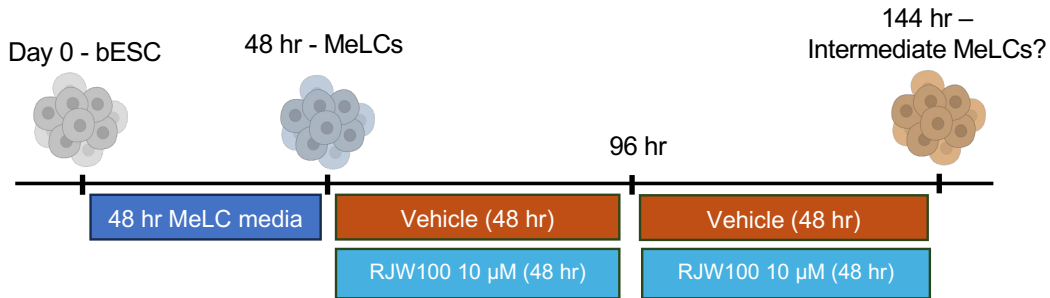 Day 0 - bESC
48 hr - MeLCs
96 hr
144 hr –
Intermediate MeLCs?
48 hr MeLC media
Vehicle (48 hr)
Vehicle (48 hr)
RJW100 10 µM (48 hr)
RJW100 10 µM (48 hr)